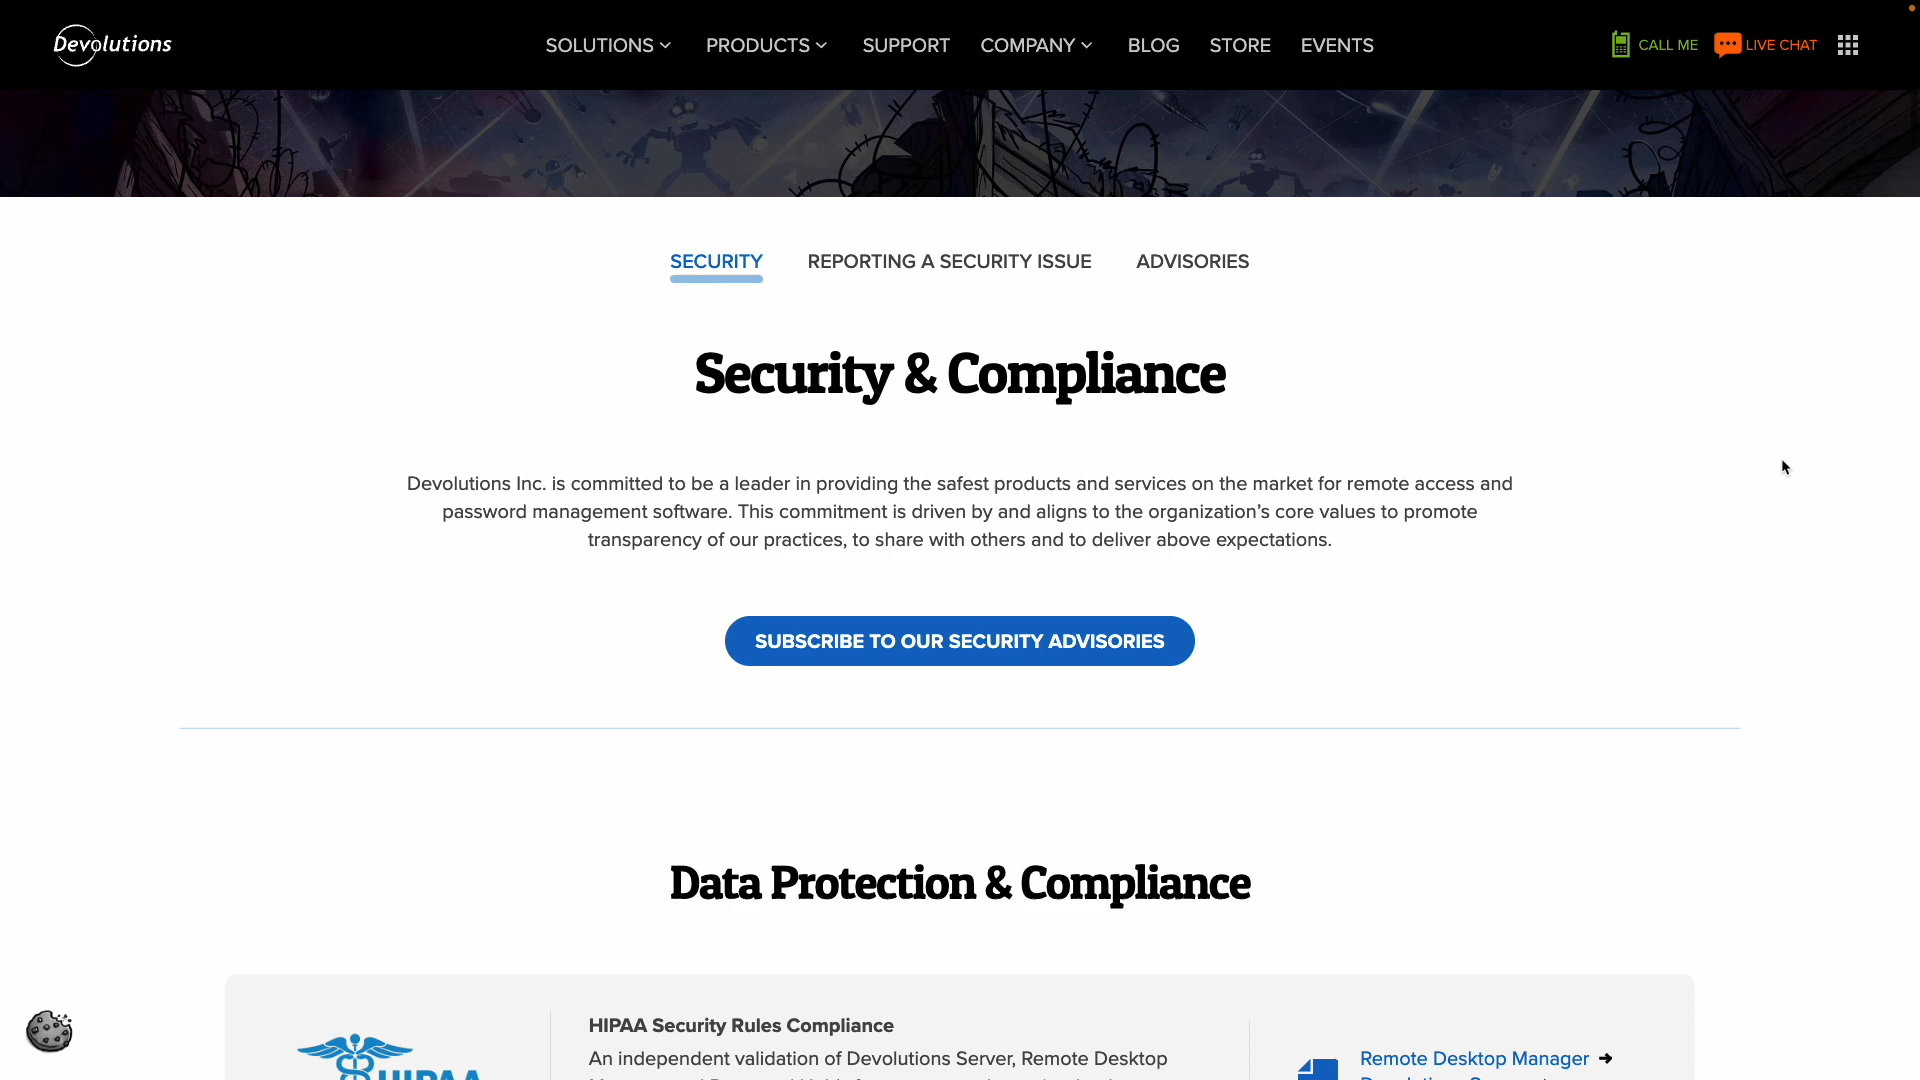 Devolutions
SOLUTIONS
PRODUCTS
SUPPORT
COMPANY
BLOG
STORE
EVENTS
CALL ME
LIVE CHAT
SECURITY
REPORTING A SECURITY ISSUE
ADVISORIES
Security & Compliance
Devolutions Inc. is committed to be a leader in providing the safest products and services on the market for remote access and
password management software. This commitment is driven by and aligns to the organization's core values to promote
transparency of our practices, to share with others and to deliver above expectations.
SUBSCRIBE TO OUR SECURITY ADVISORIES
Data Protection & Compliance
HIPAA
HIPAA Security Rules Compliance
An independent validation of Devolutions Server, Remote Desktop
Remote Desktop Manager